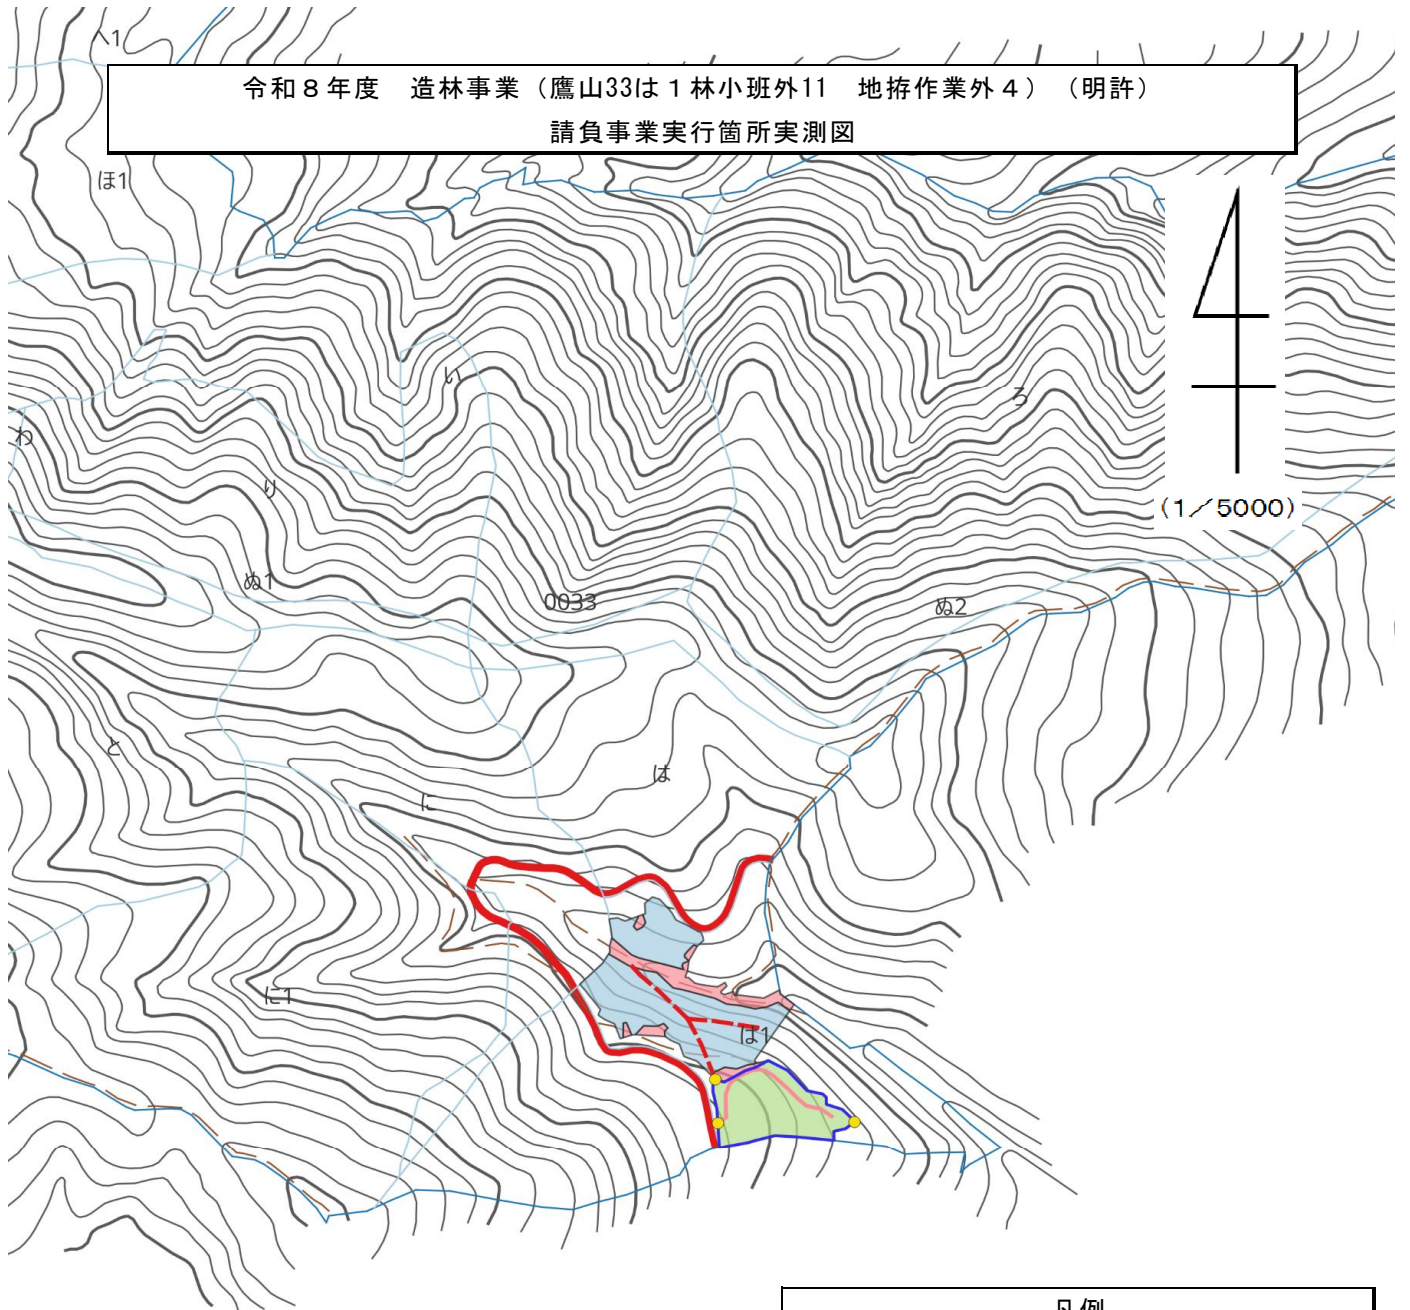 へ1
令和８年度　造林事業（鷹山33は１林小班外11　地拵作業外４）（明許）
請負事業実行箇所実測図
ほ1
い
ろ
わ
り
(1／5000)
ぬ1
0033
ぬ2
と
は
に
に1
は1
凡例